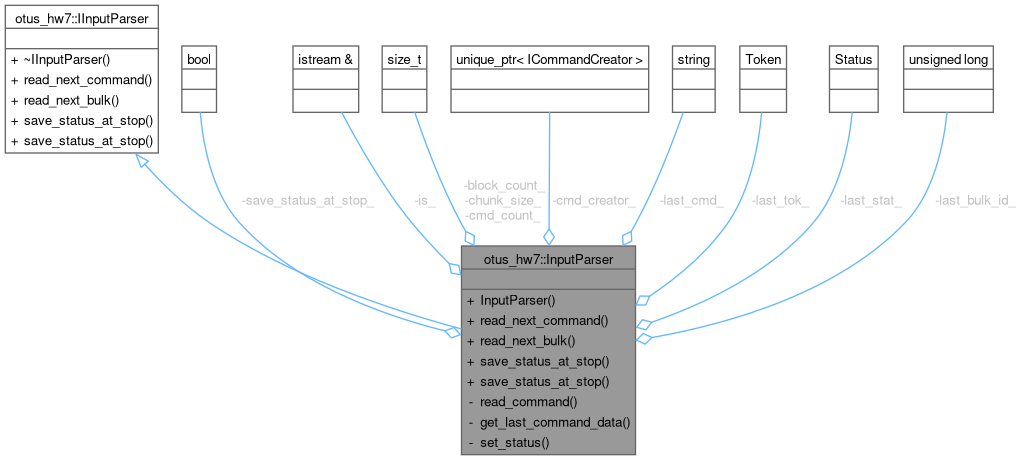 otus_hw7::IInputParser
+ ~IInputParser()
+ read_next_command()
+ read_next_bulk()
+ save_status_at_stop()
+ save_status_at_stop()
bool
istream &
size_t
unique_ptr< ICommandCreator >
string
Token
Status
unsigned long
-save_status_at_stop_
-is_
-block_count_
-chunk_size_
-cmd_count_
-cmd_creator_
-last_cmd_
-last_tok_
-last_stat_
-last_bulk_id_
otus_hw7::InputParser
+ InputParser()
+ read_next_command()
+ read_next_bulk()
+ save_status_at_stop()
+ save_status_at_stop()
- read_command()
- get_last_command_data()
- set_status()